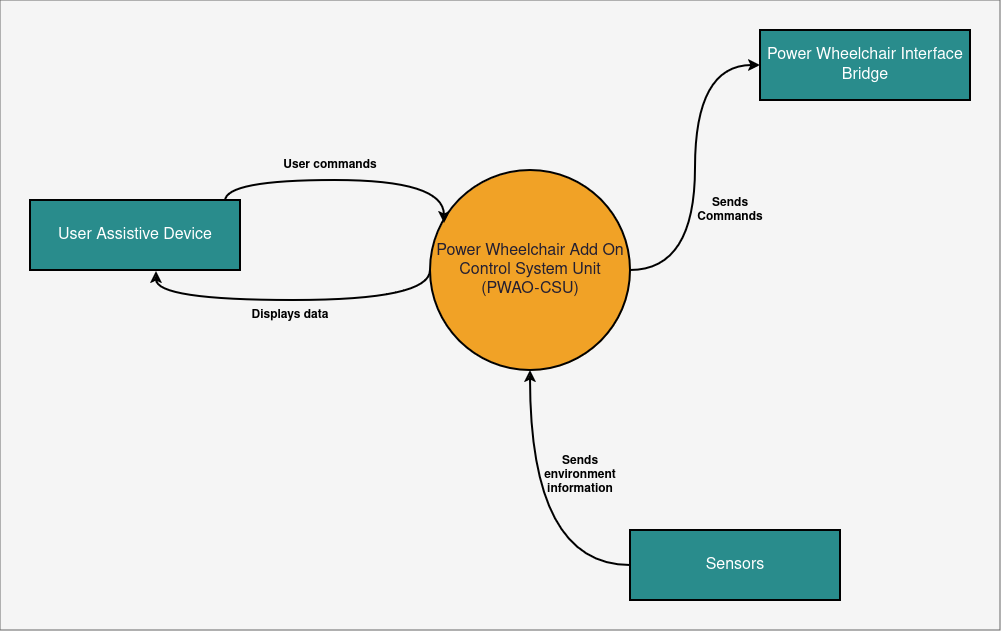 Power Wheelchair Interface
Bridge
User commands
Sends
Commands
User Assistive Device
Power Wheelchair Add On
Control System Unit
(PWAO-CSU)
Displays data
Sends
environment
information
Sensors